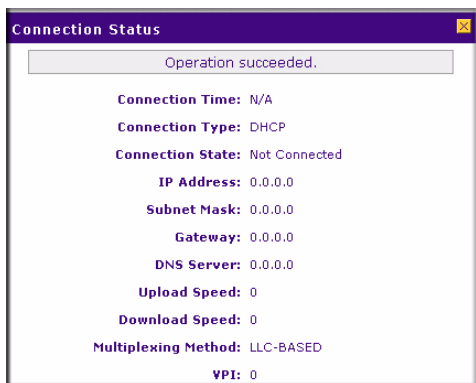 Connection Status
Operation succeeded.
Connection Time: N/A
Connection Type: DHCP
Connection State: Not Connected
IP Address: 0.0.0.0
Subnet Mask: 0.0.0.0
Gateway: 0.0.0.0
DNS Server: 0.0.0.0
Upload Speed: 0
Download Speed: 0
Multiplexing Method: LLC-BASED
VPI: 0